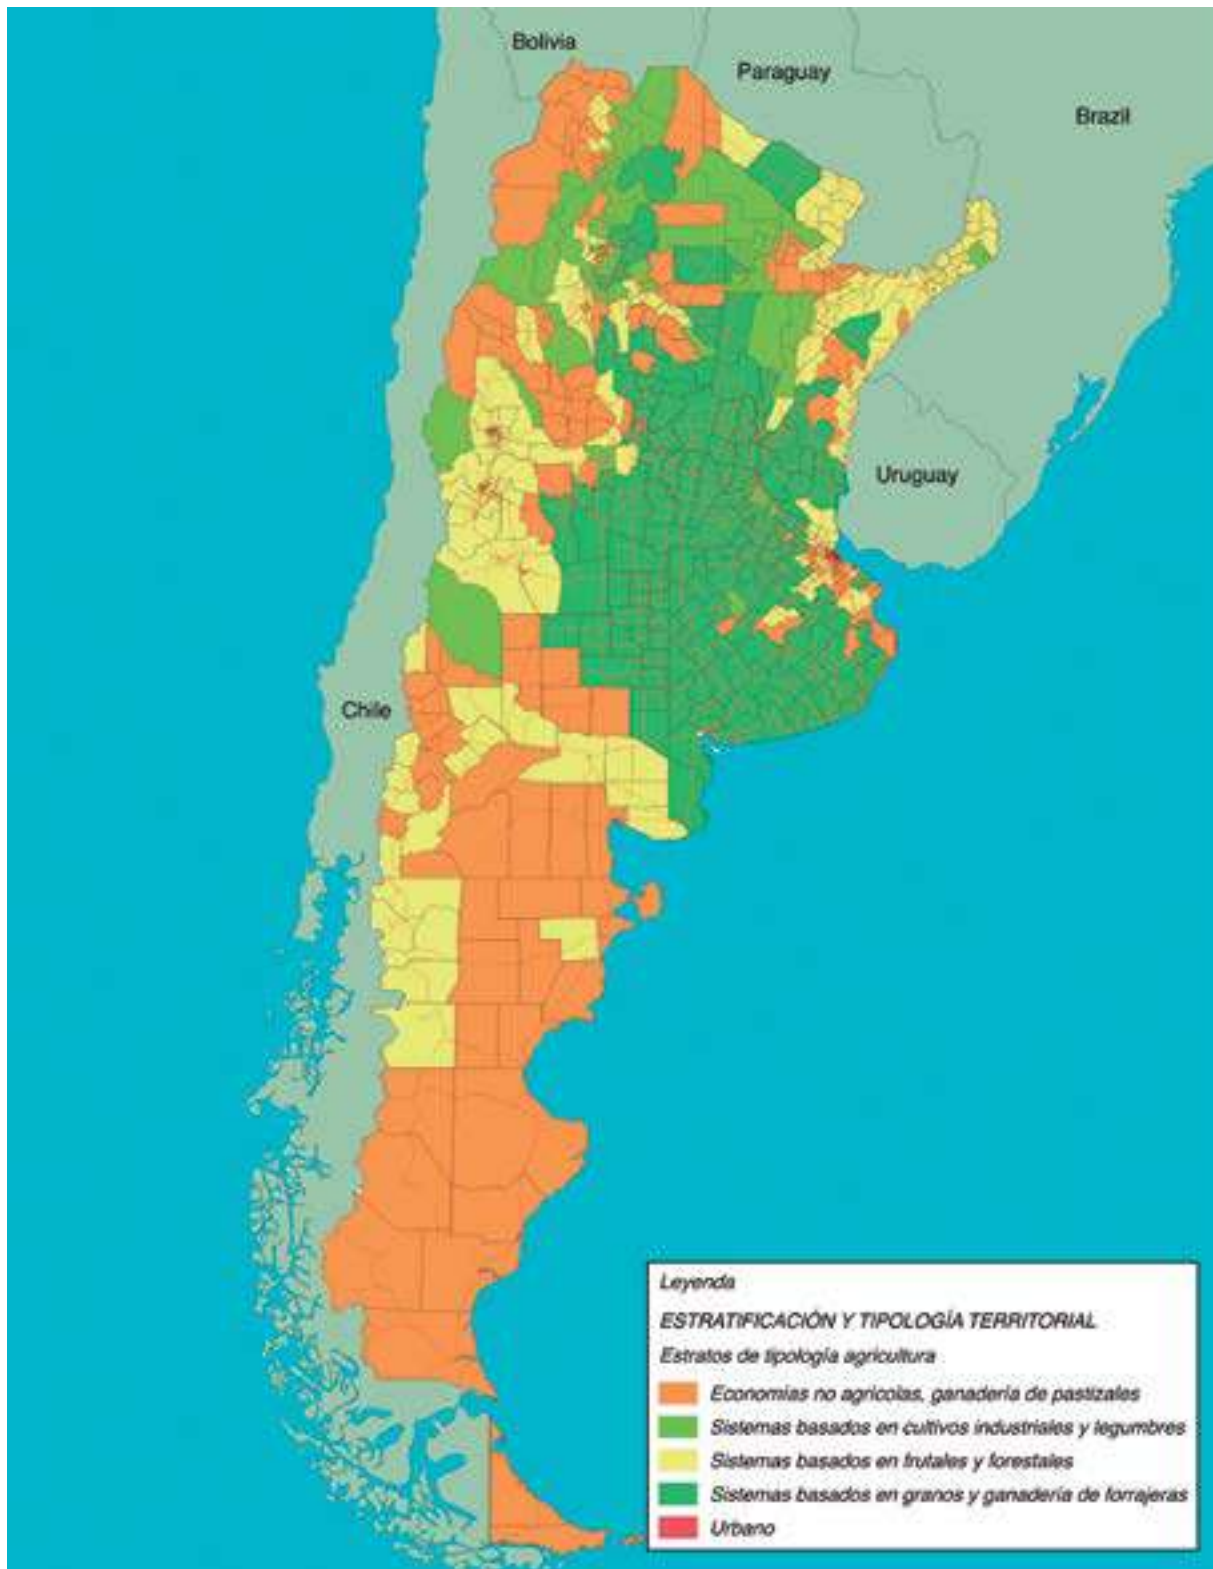 Bolivia
Paraguay
Brazil
Uruguay
Chile
Leyenda
ESTRATIFICACIÓN Y TIPOLOGÍA TERRITORIAL
Estratos de tipología agricultura
Economías no agrícolas, ganadería de pastizales
Sistemas basados en cultivos industriales y legumbres
Sistemas basados en frutales y forestales
Sistemas basados en granos y ganadería de forrajeras
Urbano